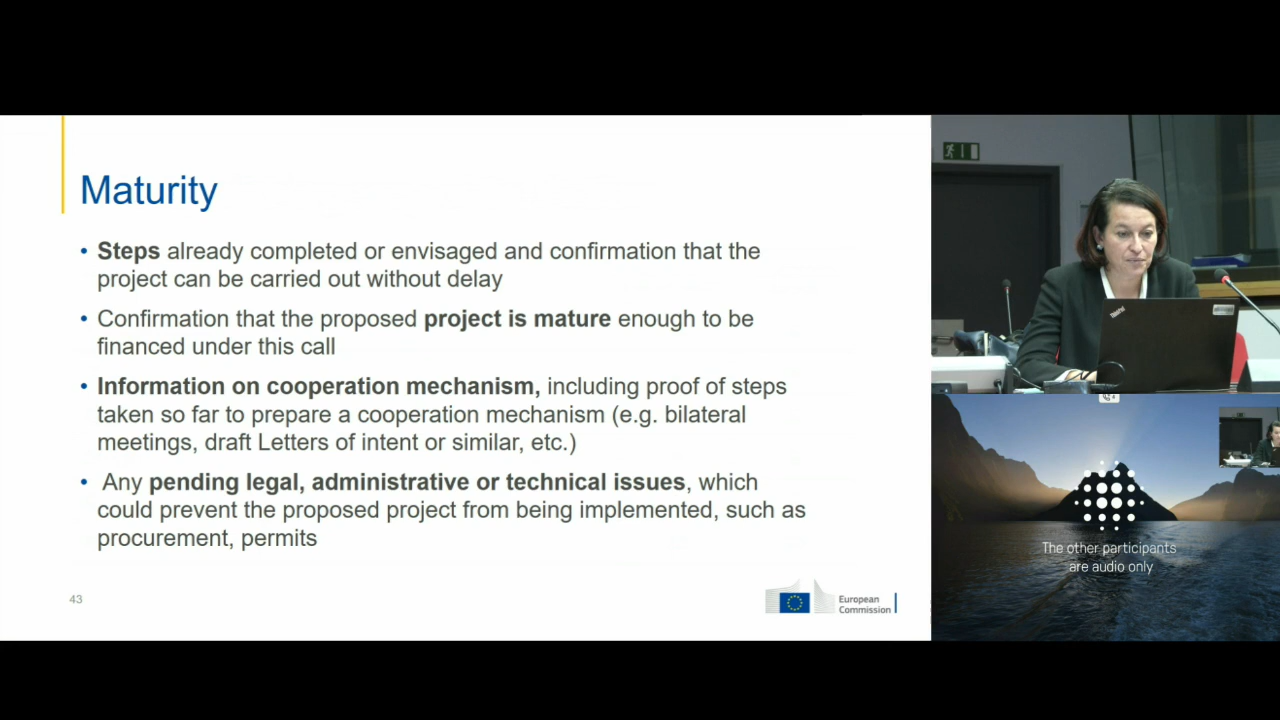 Maturity
• Steps already completed or envisaged and confirmation that the
project can be carried out without delay
• Confirmation that the proposed project is mature enough to be
financed under this call
• Information on cooperation mechanism, including proof of steps
taken so far to prepare a cooperation mechanism (e.g. bilateral
meetings, draft Letters of intent or similar, etc.)
• Any pending legal, administrative or technical issues, which
could prevent the proposed project from being implemented, such as
procurement, permits
43
European
Commission
ThinkPad
The other participants
are audio only